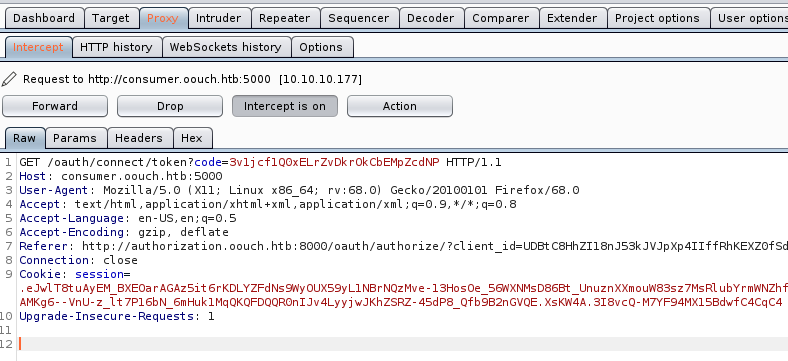 Dashboard Target Proxy Intruder Repeater Sequencer Decoder Comparer Extender Project options User options
Intercept HTTP history WebSockets history Options
Request to http://consumer.oouch.htb:5000 [10.10.10.177]
Forward Drop Intercept is on Action
Raw Params Headers Hex
1 GET /oauth/connect/token?code=3v1jcf1Q0xELrZvDkrOkCbEMpZcdNP HTTP/1.1
2 Host: consumer.oouch.htb:5000
3 User-Agent: Mozilla/5.0 (X11; Linux x86_64; rv:68.0) Gecko/20100101 Firefox/68.0
4 Accept: text/html,application/xhtml+xml,application/xml;q=0.9,*/*;q=0.8
5 Accept-Language: en-US,en;q=0.5
6 Accept-Encoding: gzip, deflate
7 Referer: http://authorization.oouch.htb:8000/oauth/authorize/?client_id=UDBtC8HhZI18nJ53kJVJpXp4IIffRhKEXZ0fSd
8 Connection: close
9 Cookie: session=
.eJwlT8tuAyEM_BXEOarAGAz5it6rKDLYZFdNs9WyOUX59yL1NBrNQzMve-13HosOe_56WXNMsD86Bt_UnuznXXmouW83sz7MsRlubYrmWNZhf
AMKg6--VnU-z_lt7P16bN_6mHuk1MqQKQFDQQR0nIJv4LyyjwJKhZSRZ-45dP8_Qfb9B2nGVQE.XsKW4A.3I8vcQ-M7YF94MX15BdwfC4CqC4
10 Upgrade-Insecure-Requests: 1
11
12